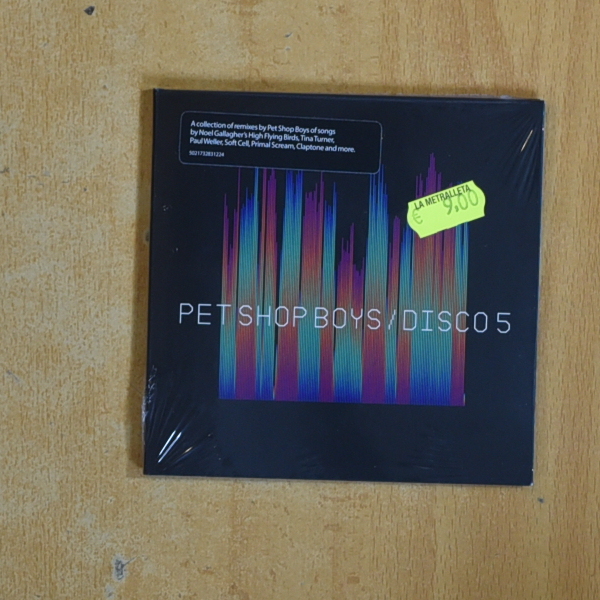 A collection of remixes by Pet Shop Boys of songs
by Noel Gallagher's High Flying Birds, Tina Turner,
Paul Weller, Soft Cell, Primal Scream, Claptone and more.
5021732831224
LA METRALLETA
€ 9,00
PET SHOP BOYS/DISCO 5